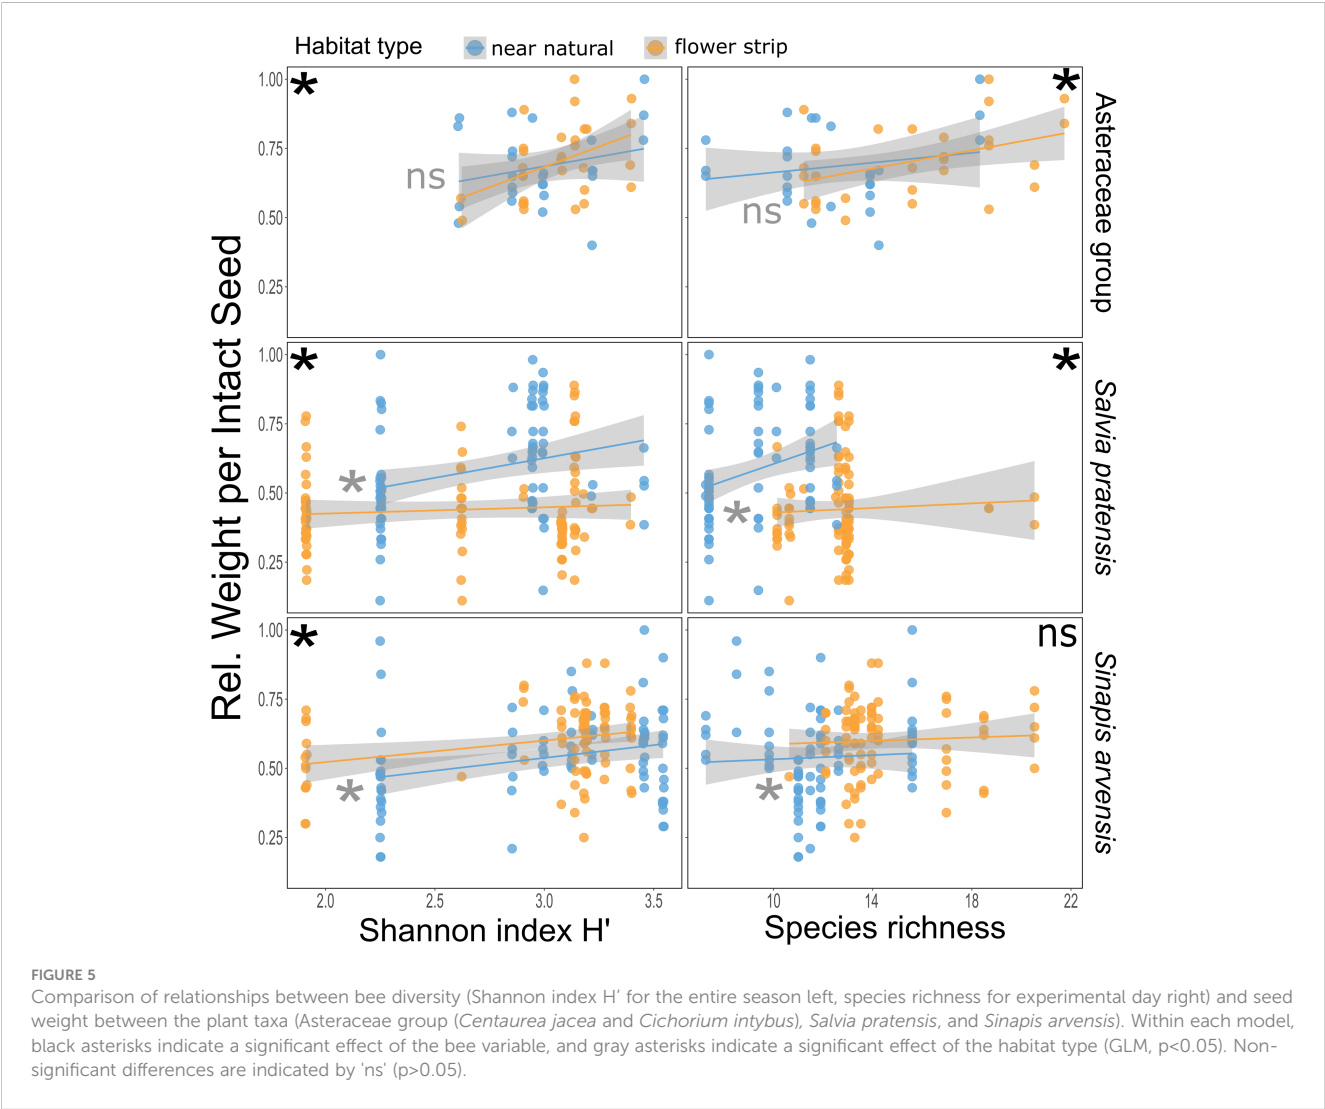 Habitat type near natural flower strip
* *
1.00
0.75
0.50
0.25
ns
ns
Asteraceae group
* *
1.00
0.75
0.50
0.25
*
*
Salvia pratensis
* ns
1.00
0.75
0.50
0.25
*
*
Sinapis arvensis
Rel. Weight per Intact Seed
2.0 2.5 3.0 3.5 10 14 18 22
Shannon index H' Species richness
FIGURE 5
Comparison of relationships between bee diversity (Shannon index H' for the entire season left, species richness for experimental day right) and seed
weight between the plant taxa (Asteraceae group (Centaurea jacea and Cichorium intybus), Salvia pratensis, and Sinapis arvensis). Within each model,
black asterisks indicate a significant effect of the bee variable, and gray asterisks indicate a significant effect of the habitat type (GLM, p<0.05). Non-
significant differences are indicated by 'ns' (p>0.05).